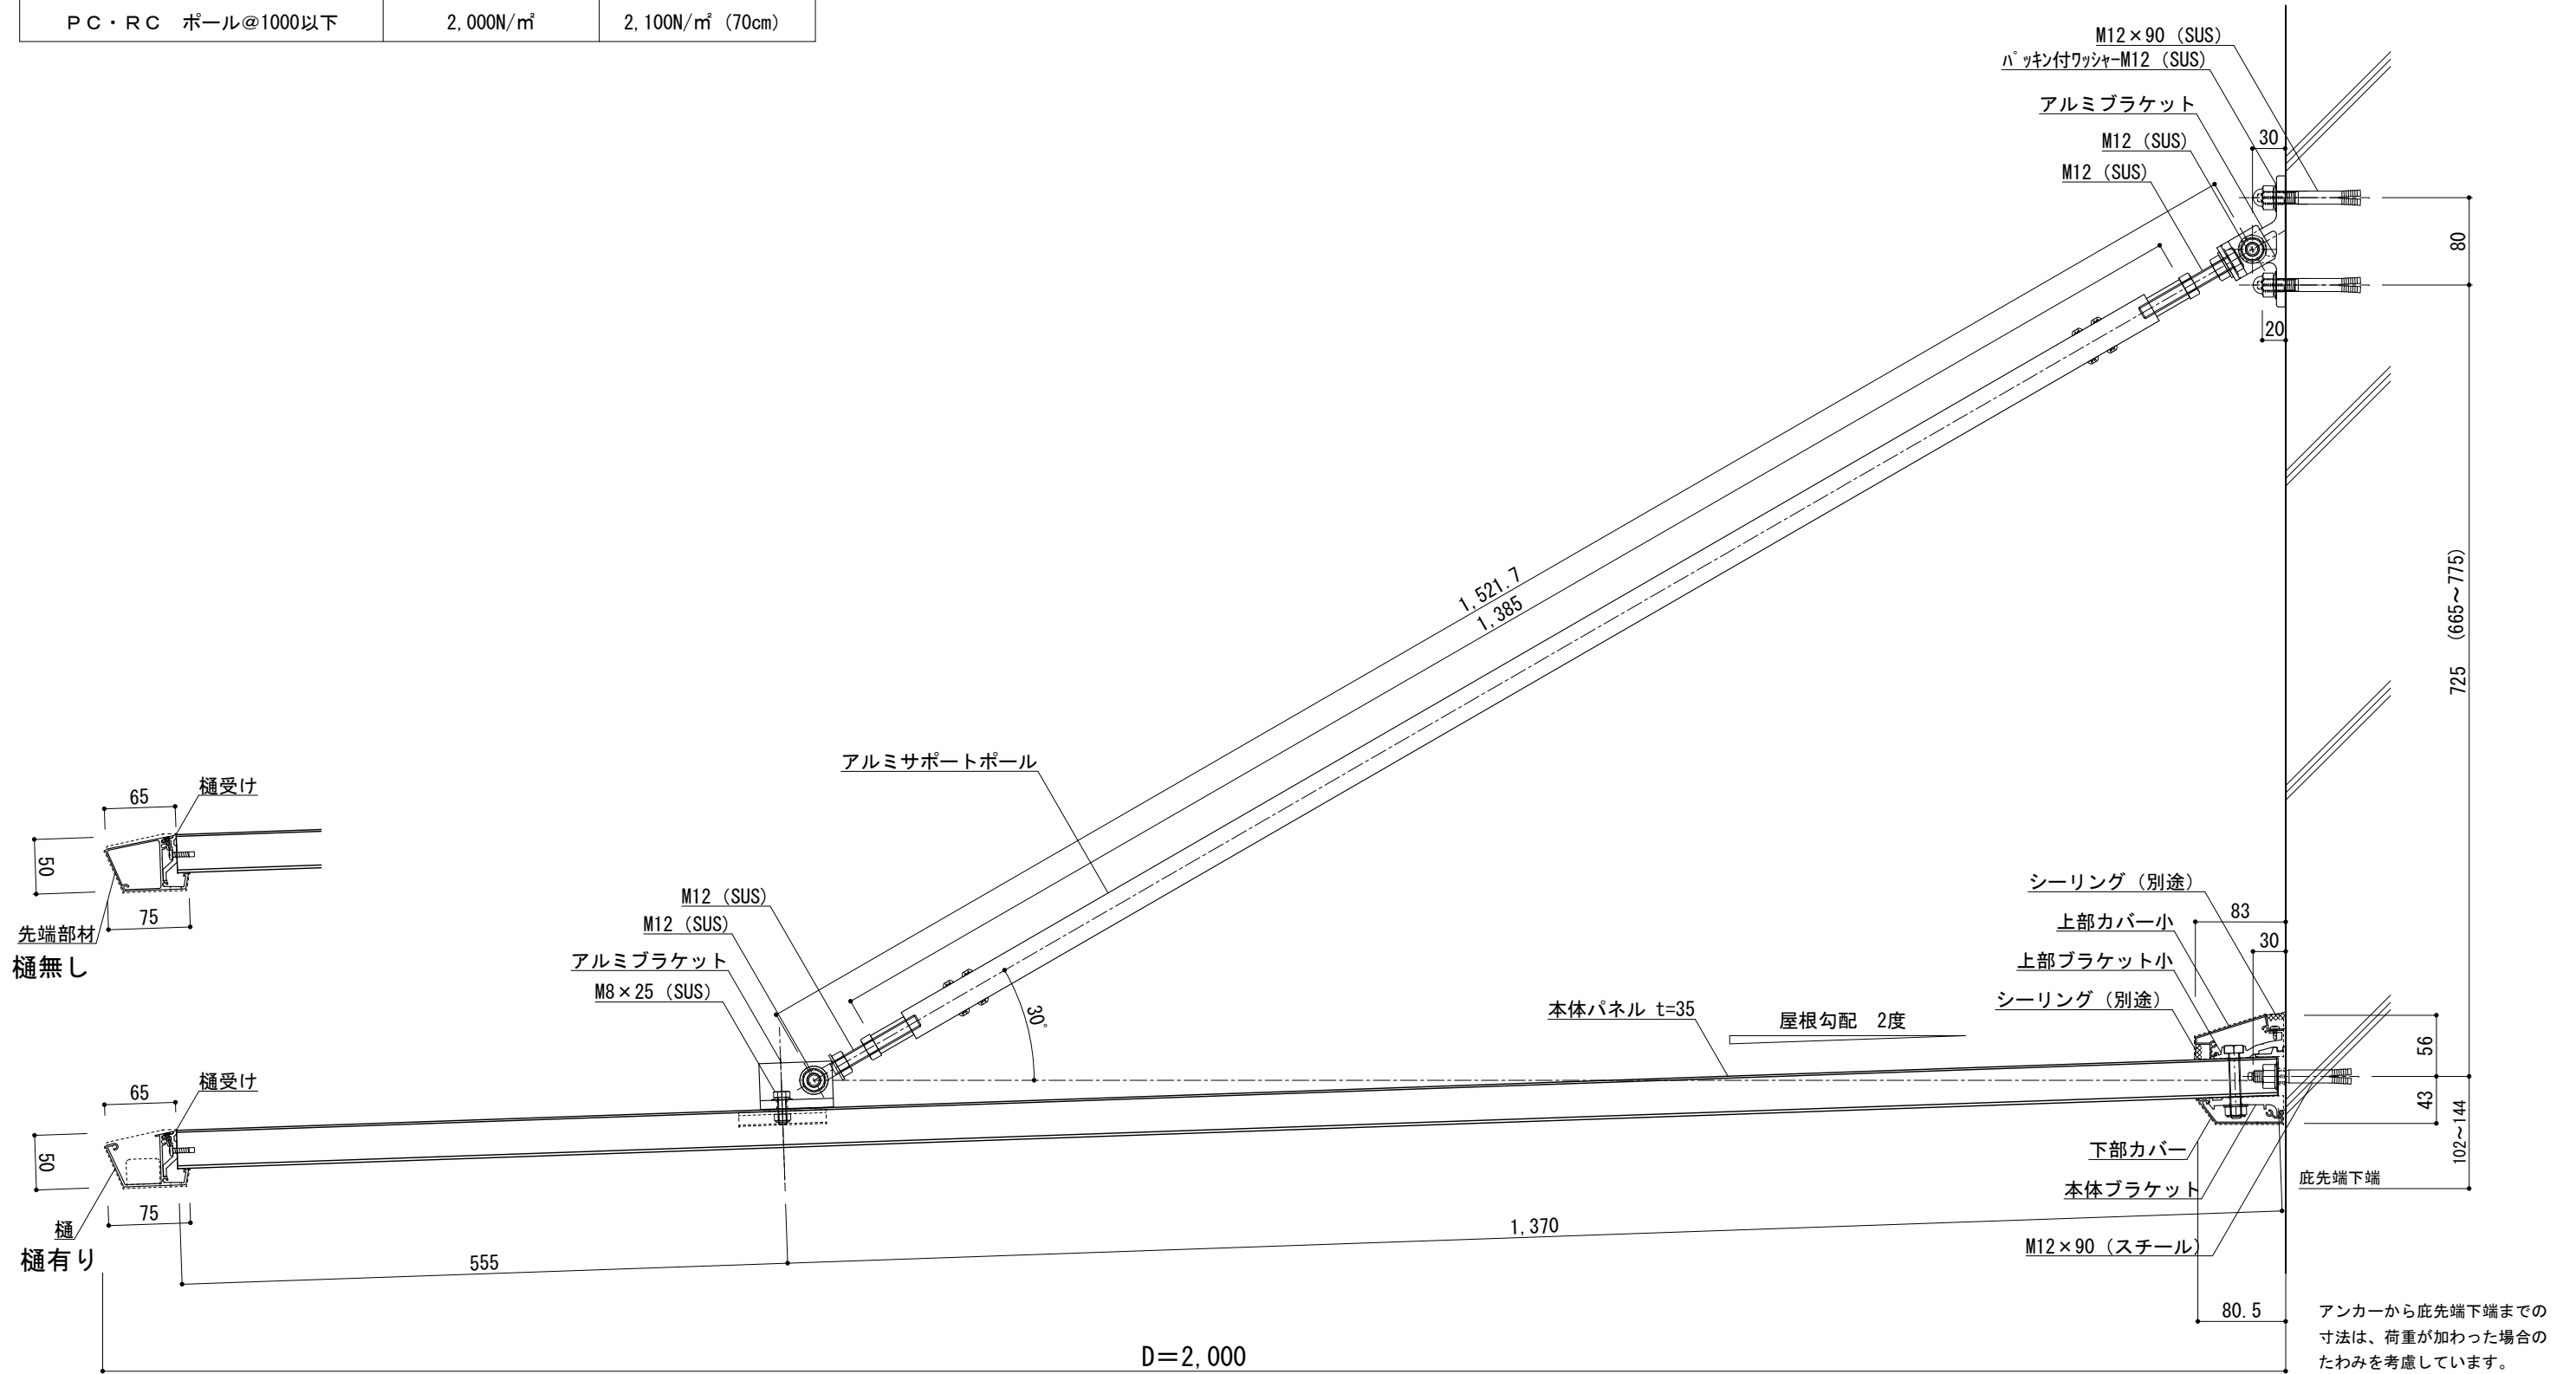 PC・RC ポール@1000以下 2,000N/㎡ 2,100N/㎡ (70cm)
M12×90 (SUS)
パッキン付ワッシャーM12 (SUS)
アルミブラケット
M12 (SUS)
M12 (SUS)
30
80
20
725 (665~775)
1,521.7
1,385
アルミサポートポール
30°
樋受け
65
50
75
先端部材
樋無し
M12 (SUS)
M12 (SUS)
アルミブラケット
M8×25 (SUS)
本体パネル t=35
屋根勾配 2度
シーリング (別途)
83
上部カバー小
30
上部ブラケット小
シーリング (別途)
56
43
102~144
下部カバー
本体ブラケット
庇先端下端
M12×90 (スチール)
樋受け
65
50
75
樋
樋有り
555
1,370
80.5
D=2,000
アンカーから庇先端下端までの
寸法は、荷重が加わった場合の
たわみを考慮しています。